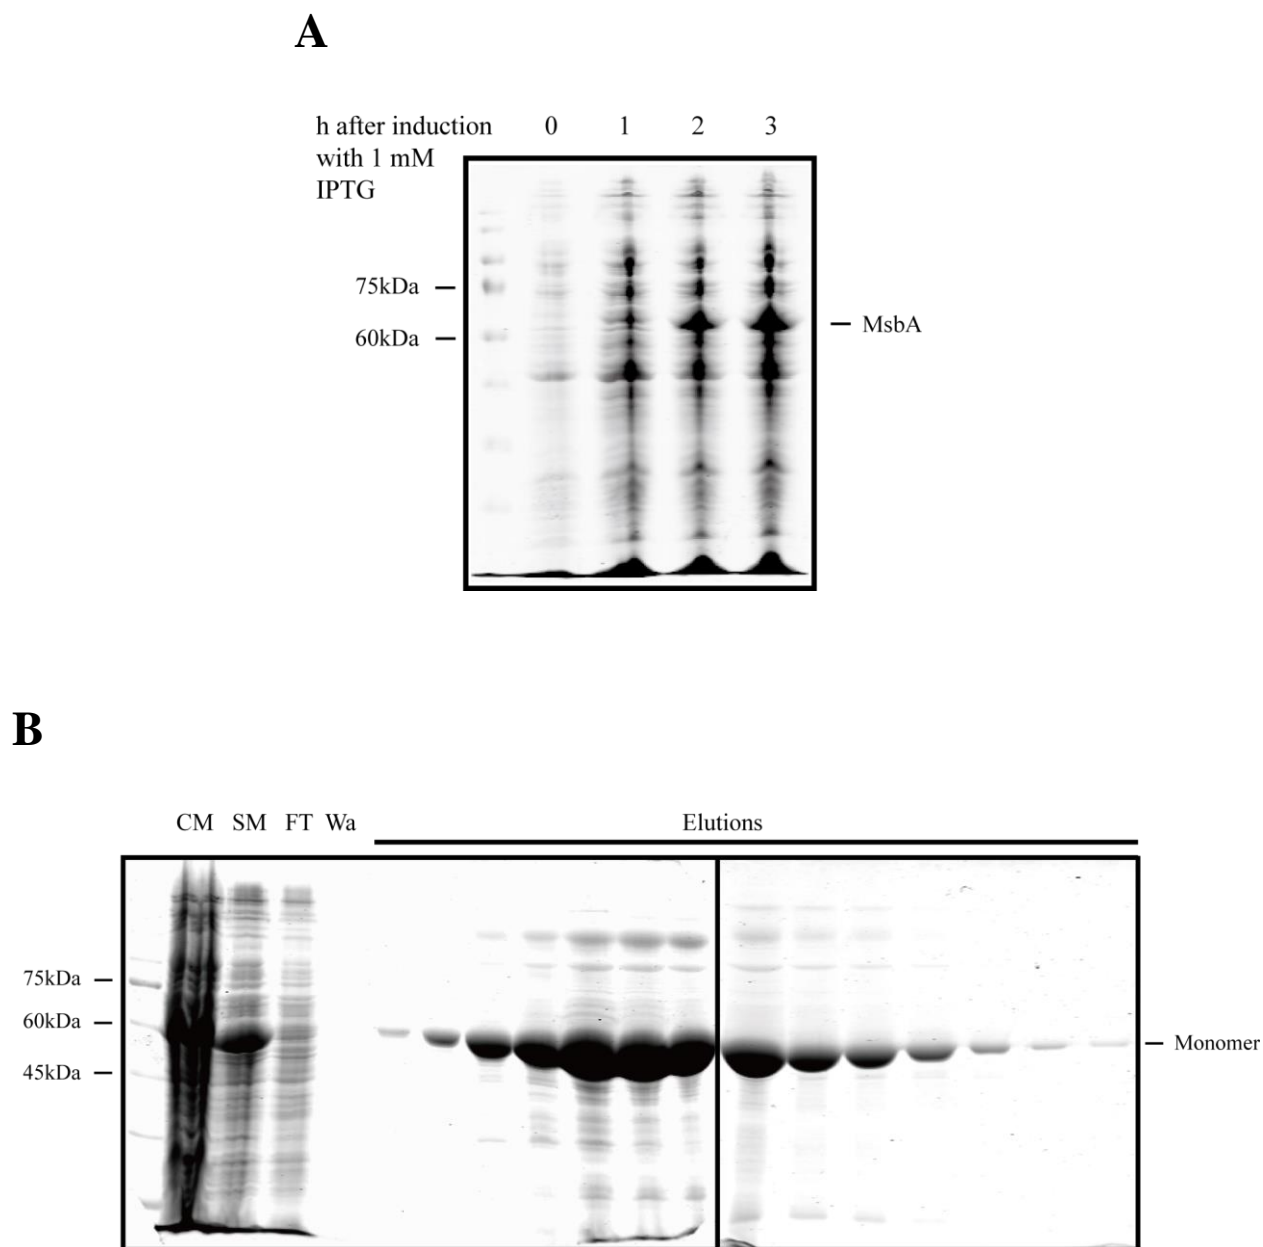 A
h after induction 0 1 2 3
with 1 mM
IPTG
75kDa
MsbA
60kDa
B
CM SM FT Wa Elutions
75kDa
60kDa
Monomer
45kDa